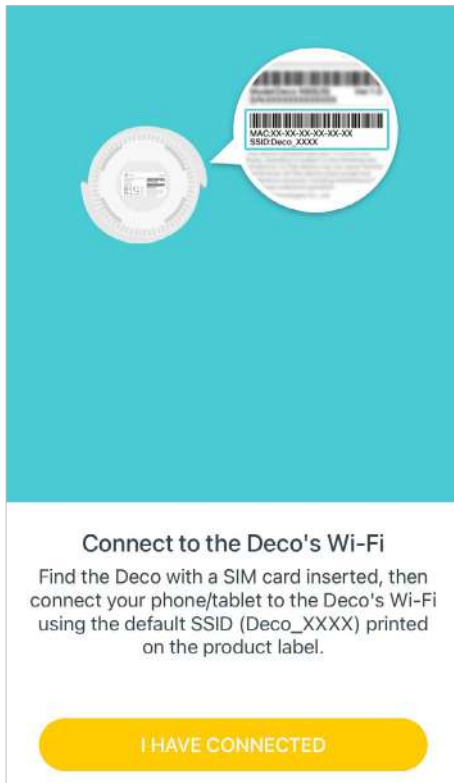 MAC:XX-XX-XX-XX-XX-XX
SSID:Deco_XXXX
Connect to the Deco's Wi-Fi
Find the Deco with a SIM card inserted, then
connect your phone/tablet to the Deco's Wi-Fi
using the default SSID (Deco_XXXX) printed
on the product label.
I HAVE CONNECTED